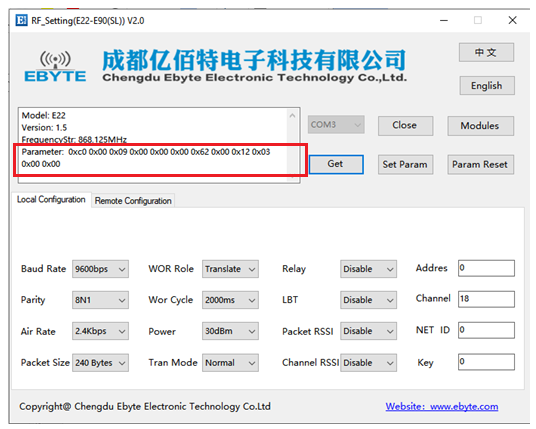 RF_Setting(E22-E90(SL)) V2.0
EBYTE
成都亿佰特电子科技有限公司
Chengdu Ebyte Electronic Technology Co.,Ltd.
中文
English
Model: E22
Version: 1.5
FrequencyStr: 868.125MHz
Parameter: 0xc0 0x00 0x09 0x00 0x00 0x00 0x62 0x00 0x12 0x03
0x00 0x00
COM3 Close Modules
Get Set Param Param Reset
Local Configuration Remote Configuration
Baud Rate 9600bps WOR Role Translate Relay Disable Addres 0
Parity 8N1 Wor Cycle 2000ms LBT Disable Channel 18
Air Rate 2.4Kbps Power 30dBm Packet RSSI Disable NET ID 0
Packet Size 240 Bytes Tran Mode Normal Channel RSSI Disable Key 0
Copyright@ Chengdu Ebyte Electronic Technology Co.Ltd Website: www.ebyte.com